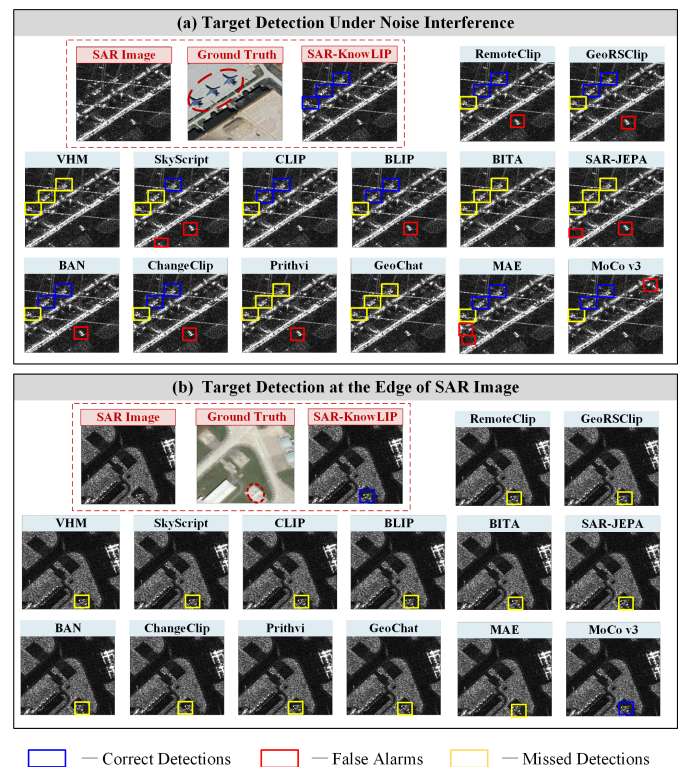 (a) Target Detection Under Noise Interference
SAR Image Ground Truth SAR-KnowLIP RemoteClip GeoRSClip
VHM SkyScript CLIP BLIP BITA SAR-JEPA
BAN ChangeClip Prithvi GeoChat MAE MoCo v3
(b) Target Detection at the Edge of SAR Image
SAR Image Ground Truth SAR-KnowLIP RemoteClip GeoRSClip
VHM SkyScript CLIP BLIP BITA SAR-JEPA
BAN ChangeClip Prithvi GeoChat MAE MoCo v3
— Correct Detections — False Alarms — Missed Detections